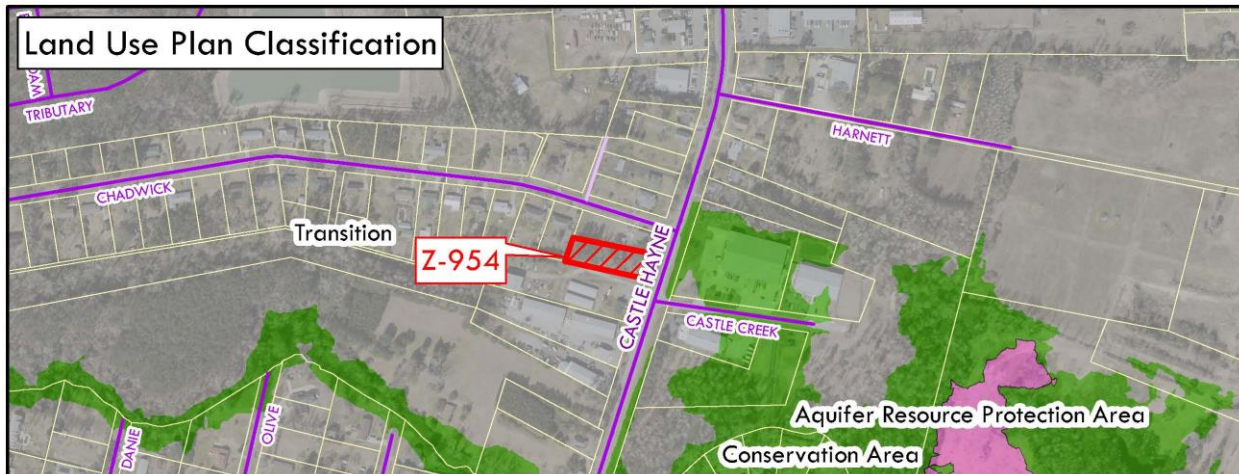 Land Use Plan Classification
TRIBUTARY
HARNETT
CHADWICK
Transition
Z-954
CASTLE HAYNE
CASTLE CREEK
OLIVE
DANIE
Aquifer Resource Protection Area
Conservation Area